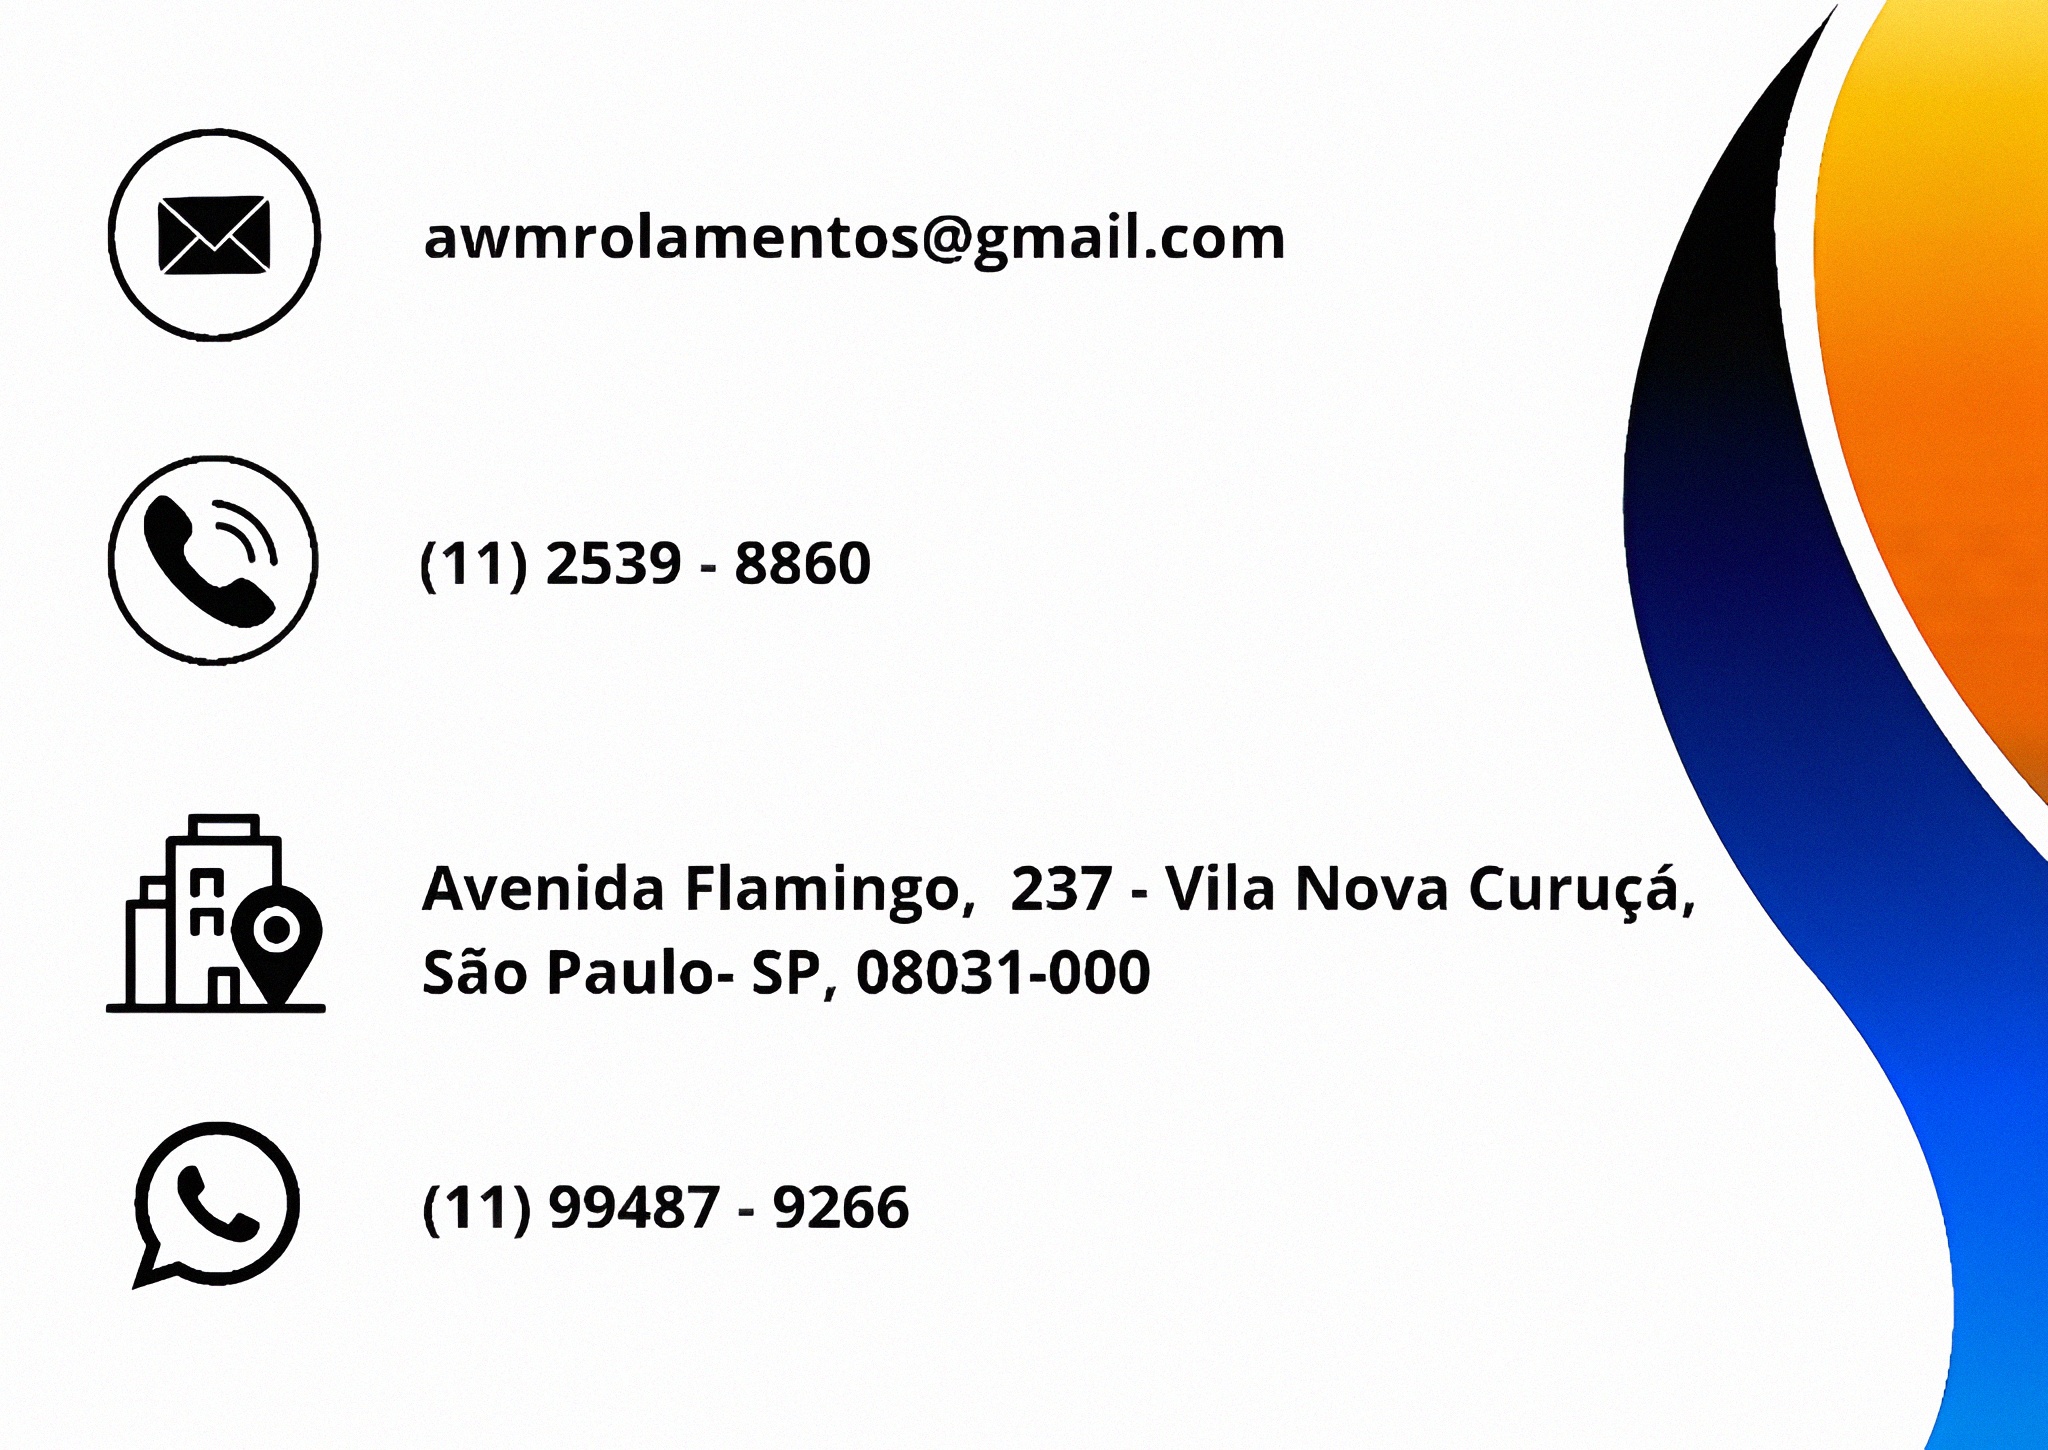 awmrolamentos@gmail.com
(11) 2539 - 8860
Avenida Flamingo,  237 - Vila Nova Curuçá,
São Paulo- SP, 08031-000
(11) 99487 - 9266